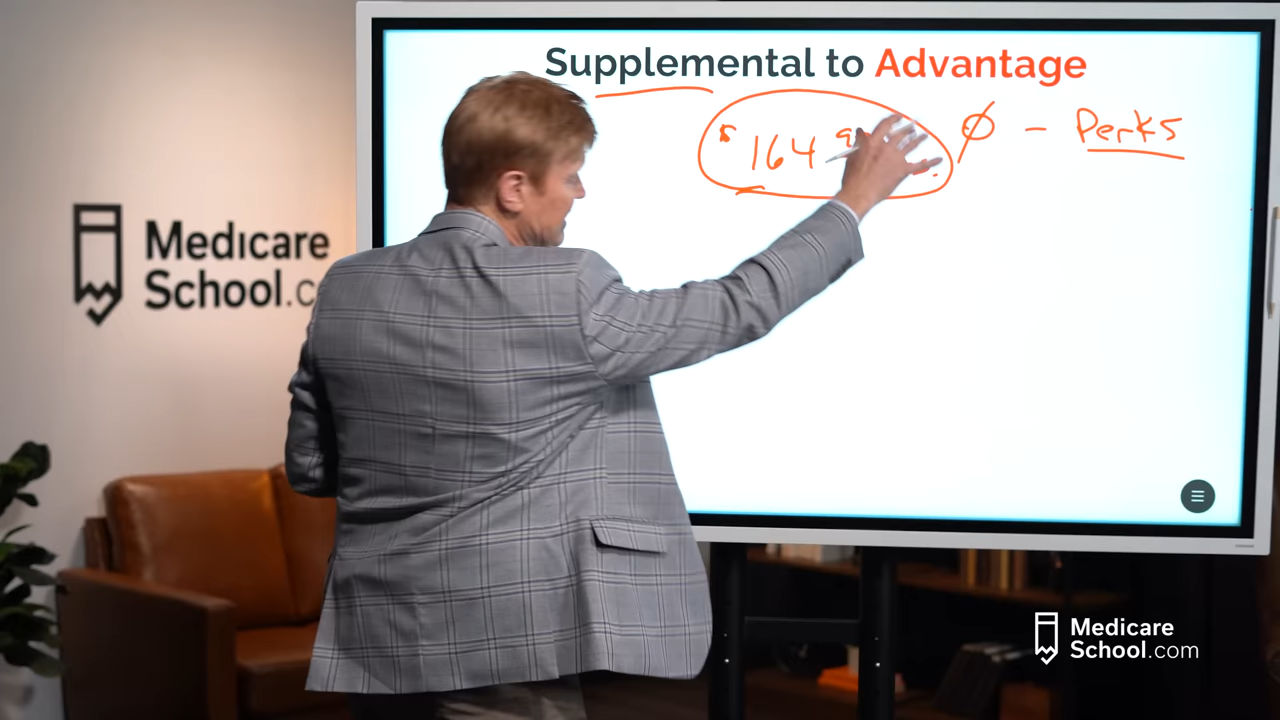 Supplemental to Advantage
$ 164
Ø - Perks
Medicare
School.c
Medicare
School.com